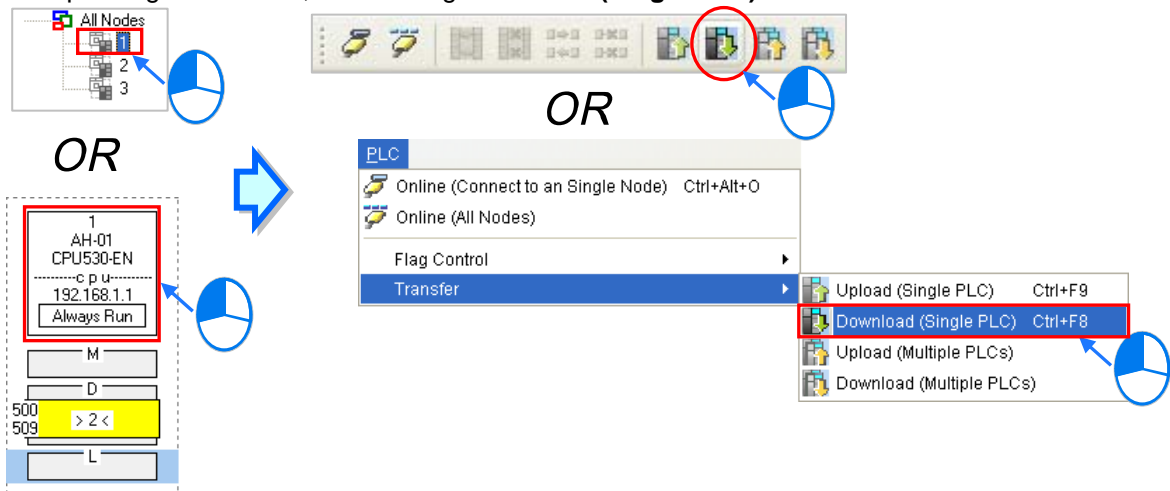 All Nodes
1
2
3
OR
1
AH-01
CPU530-EN
c p u
192.168.1.1
Always Run
M
D
500
509
> 2 <
L
OR
PLC
Online (Connect to an Single Node) Ctrl+Alt+O
Online (All Nodes)
Flag Control
Transfer
Upload (Single PLC) Ctrl+F9
Download (Single PLC) Ctrl+F8
Upload (Multiple PLCs)
Download (Multiple PLCs)